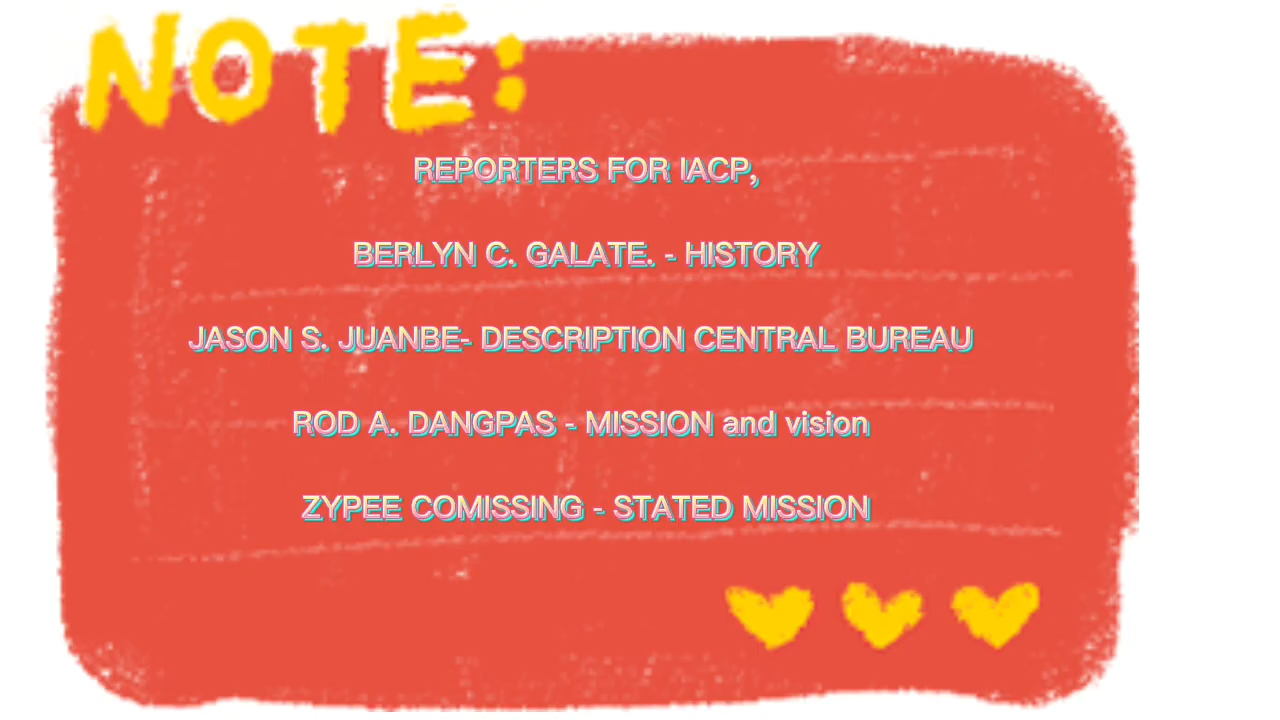 NOTE:
REPORTERS FOR IACP,
BERLYN C. GALATE. - HISTORY
JASON S. JUANBE- DESCRIPTION CENTRAL BUREAU
ROD A. DANGPAS - MISSION and vision
ZYPEE COMISSING - STATED MISSION